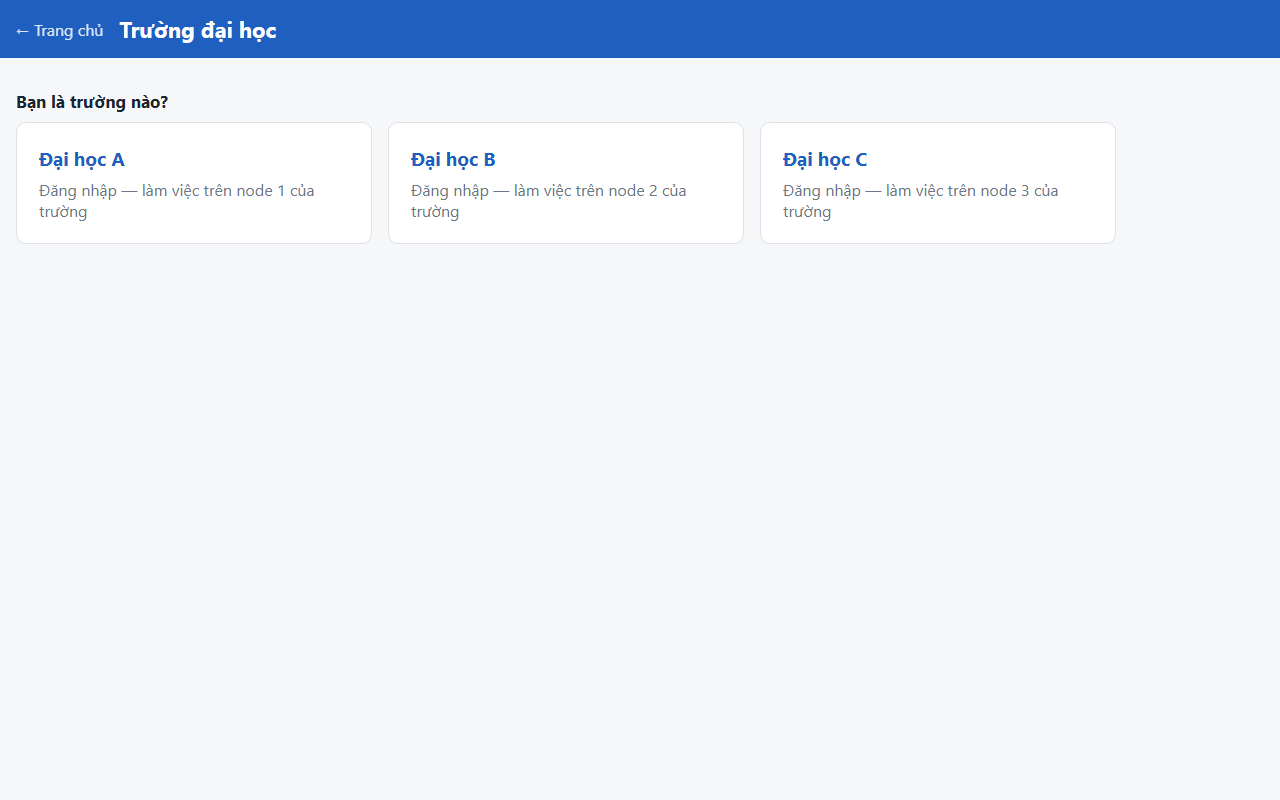 ← Trang chủ Trường đại học
Bạn là trường nào?
Đại học A
Đăng nhập — làm việc trên node 1 của
trường
Đại học B
Đăng nhập — làm việc trên node 2 của
trường
Đại học C
Đăng nhập — làm việc trên node 3 của
trường